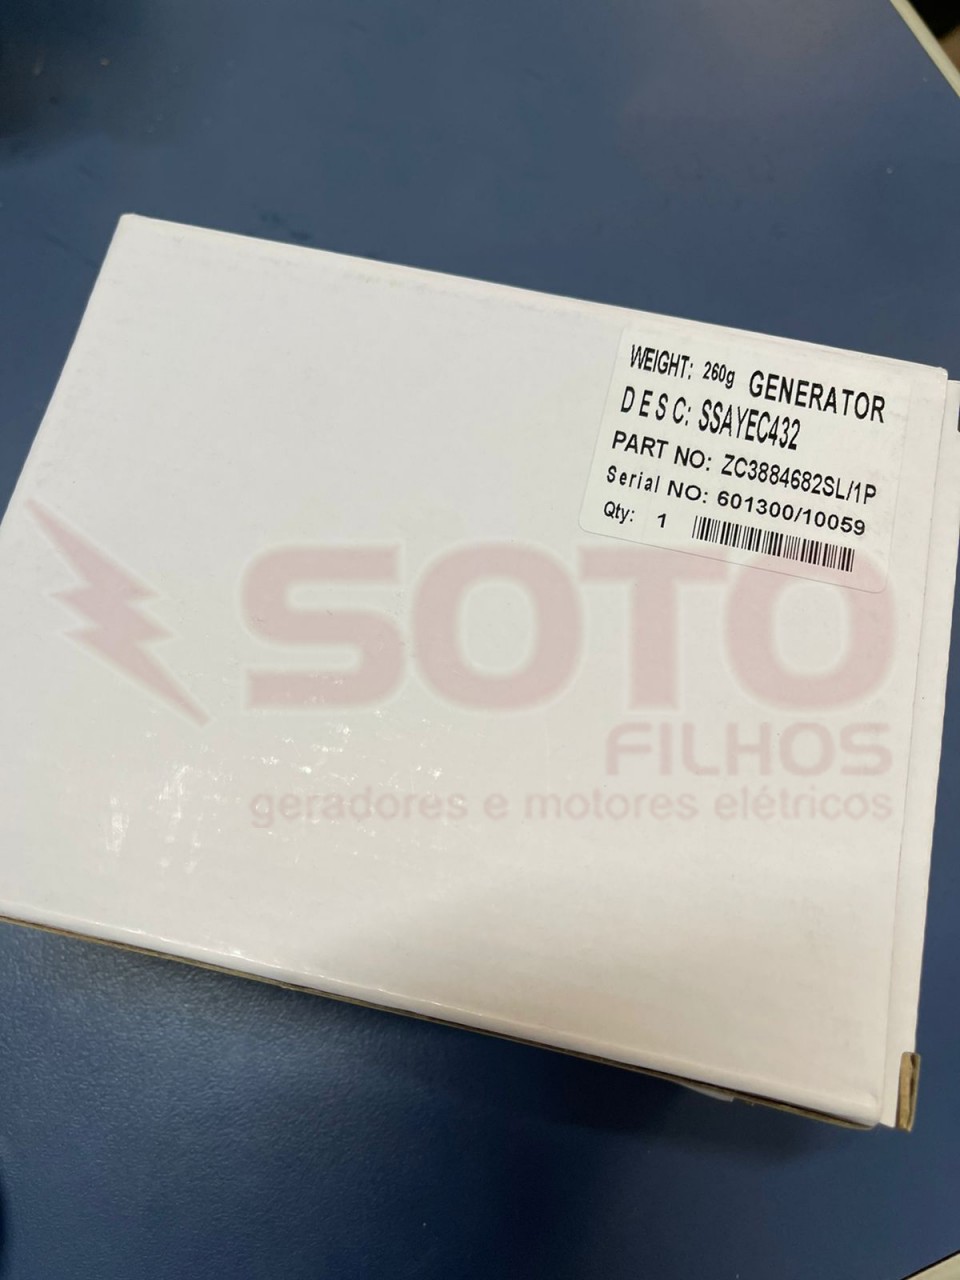 WEIGHT: 260g GENERATOR
DESC: SSAYEC432
PART NO: ZC3884682SL/1P
Serial NO: 601300/10059
Qty: 1
SOTO
FILHOS
geradores e motores elétricos